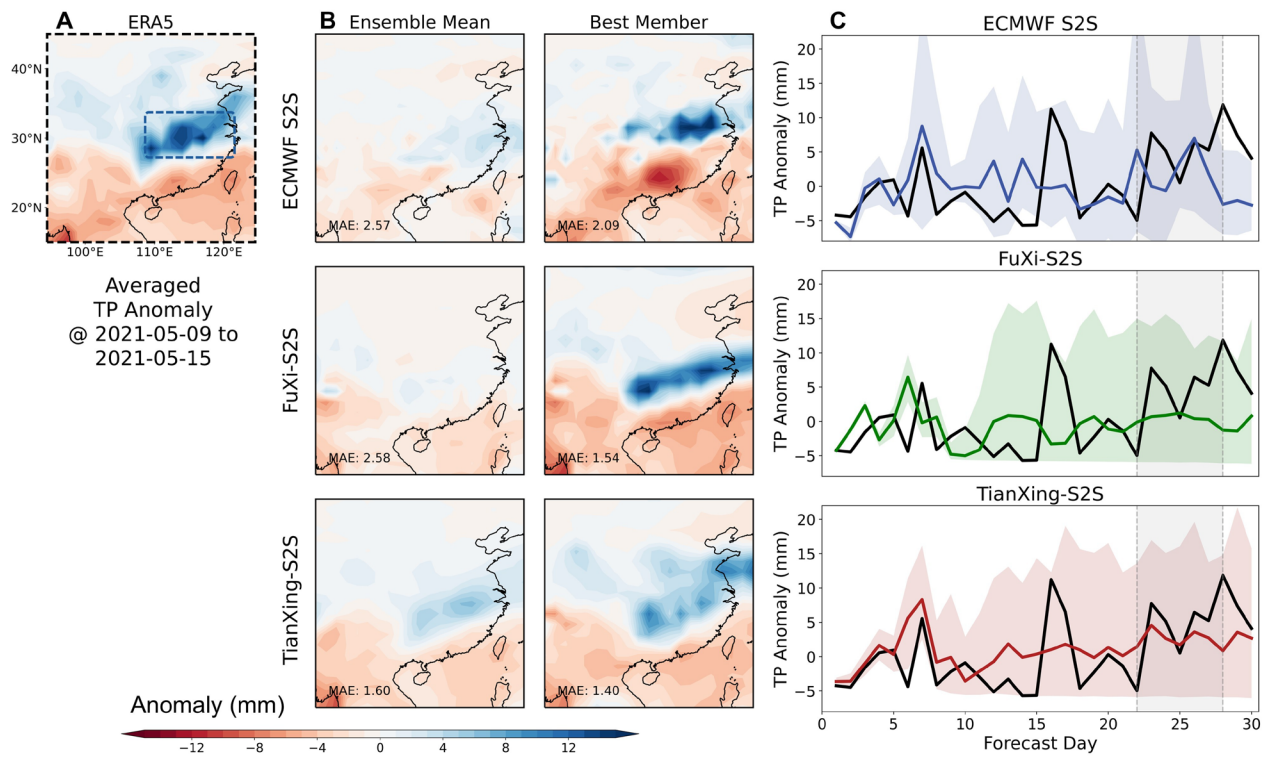 A
ERA5
40°N
30°N
20°N
100°E 110°E 120°E
Averaged
TP Anomaly
@ 2021-05-09 to
2021-05-15
B
Ensemble Mean
Best Member
ECMWF S2S
MAE: 2.57
MAE: 2.09
FuXi-S2S
MAE: 2.58
MAE: 1.54
TianXing-S2S
MAE: 1.60
MAE: 1.40
Anomaly (mm)
−12 −8 −4 0 4 8 12
C
ECMWF S2S
TP Anomaly (mm)
20
15
10
5
0
−5
FuXi-S2S
TP Anomaly (mm)
20
15
10
5
0
−5
TianXing-S2S
TP Anomaly (mm)
20
15
10
5
0
−5
0 5 10 15 20 25 30
Forecast Day